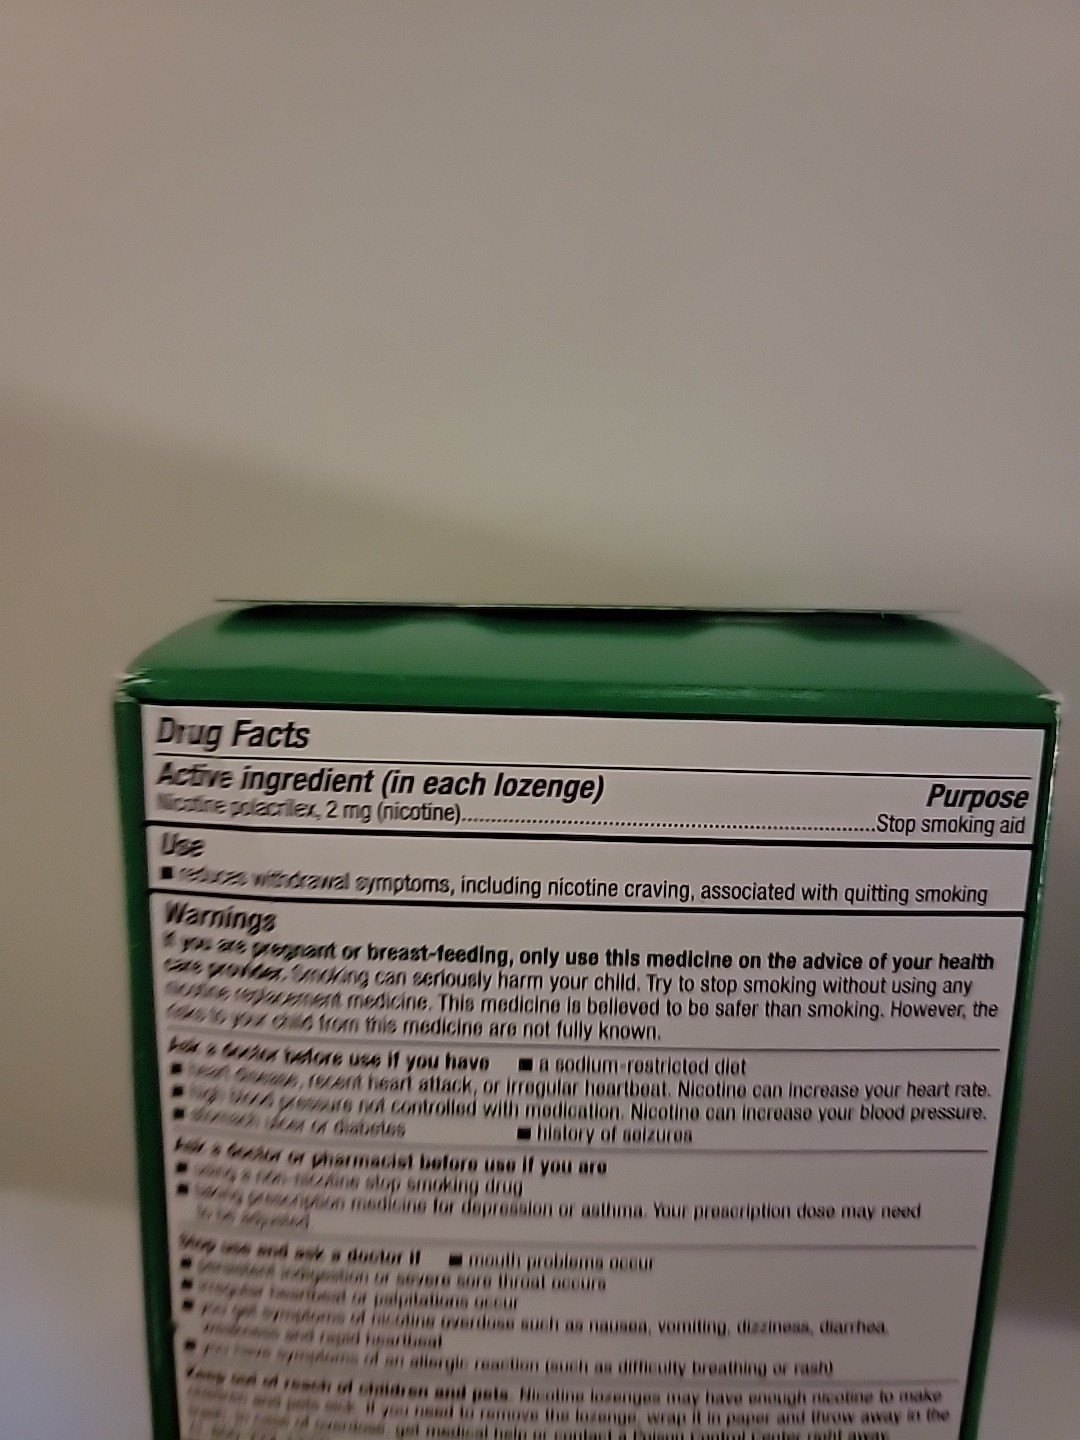 Drug Facts
Active ingredient (in each lozenge) Purpose
Nicotine polacrilex, 2 mg (nicotine)..........Stop smoking aid
Use
■ reduces withdrawal symptoms, including nicotine craving, associated with quitting smoking
Warnings
If you are pregnant or breast-feeding, only use this medicine on the advice of your health
care provider. Smoking can seriously harm your child. Try to stop smoking without using any
nicotine replacement medicine. This medicine is believed to be safer than smoking. However, the
risks to your child from this medicine are not fully known.
Ask a doctor before use if you have ■ a sodium-restricted diet
■ heart disease, recent heart attack, or irregular heartbeat. Nicotine can increase your heart rate.
■ high blood pressure not controlled with medication. Nicotine can increase your blood pressure.
■ stomach ulcer or diabetes ■ history of seizures
Ask a doctor or pharmacist before use if you are
■ using a non-nicotine stop smoking drug
■ taking prescription medicine for depression or asthma. Your prescription dose may need
to be adjusted.
Stop use and ask a doctor if ■ mouth problems occur
■ persistent indigestion or severe sore throat occurs
■ irregular heartbeat or palpitations occur
■ you get symptoms of nicotine overdose such as nausea, vomiting, dizziness, diarrhea,
weakness and rapid heartbeat
■ you have symptoms of an allergic reaction (such as difficulty breathing or rash)
Keep out of reach of children and pets. Nicotine lozenges may have enough nicotine to make
children and pets sick. If you need to remove the lozenge, wrap it in paper and throw away in the
trash. In case of overdose, get medical help or contact a Poison Control Center right away